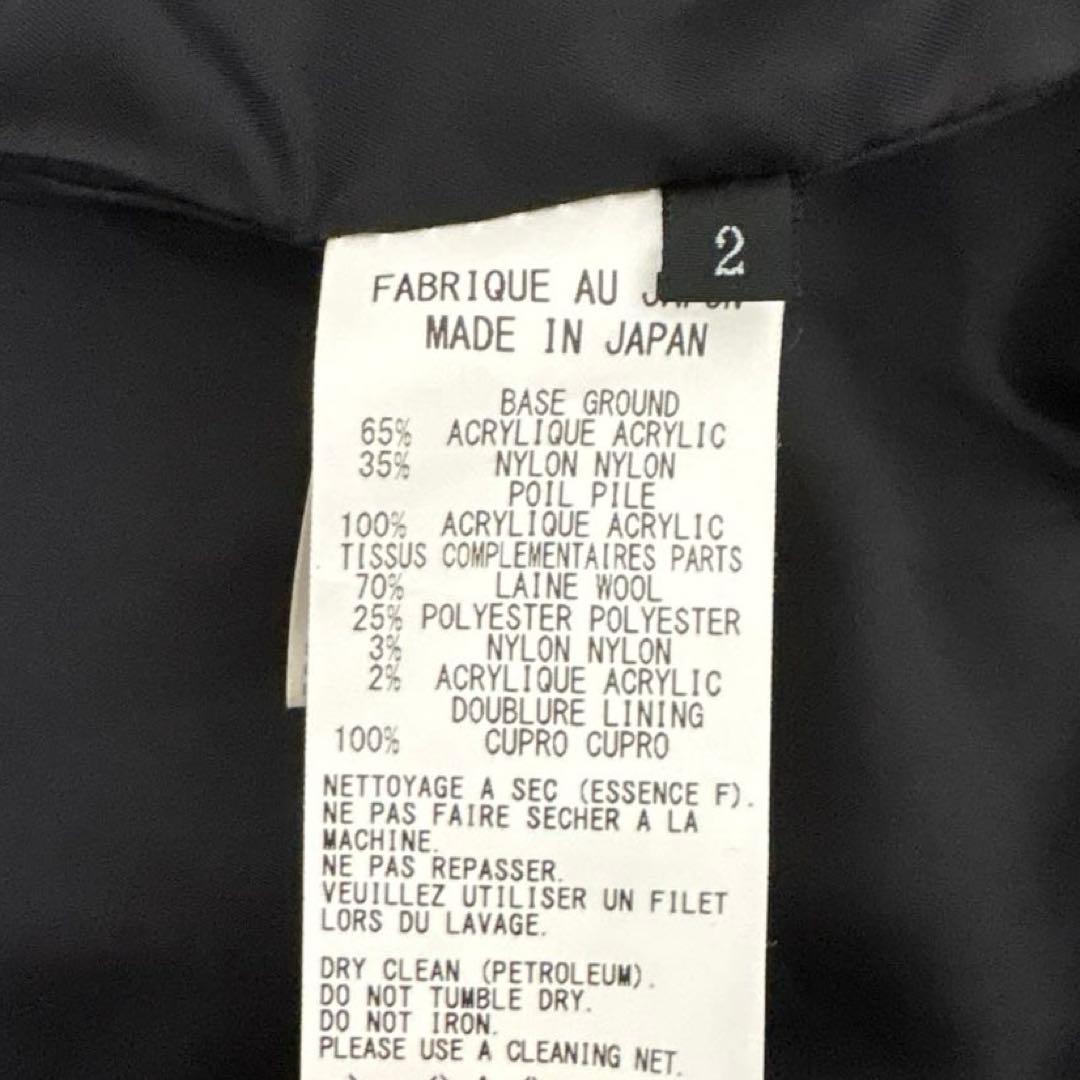 2
FABRIQUE AU JAPON
MADE IN JAPAN
BASE GROUND
65% ACRYLIQUE ACRYLIC
35% NYLON NYLON
POIL PILE
100% ACRYLIQUE ACRYLIC
TISSUS COMPLEMENTAIRES PARTS
70% LAINE WOOL
25% POLYESTER POLYESTER
3% NYLON NYLON
2% ACRYLIQUE ACRYLIC
DOUBLURE LINING
100% CUPRO CUPRO
NETTOYAGE A SEC (ESSENCE F).
NE PAS FAIRE SECHER A LA
MACHINE.
NE PAS REPASSER.
VEUILLEZ UTILISER UN FILET
LORS DU LAVAGE.
DRY CLEAN (PETROLEUM).
DO NOT TUMBLE DRY.
DO NOT IRON.
PLEASE USE A CLEANING NET.